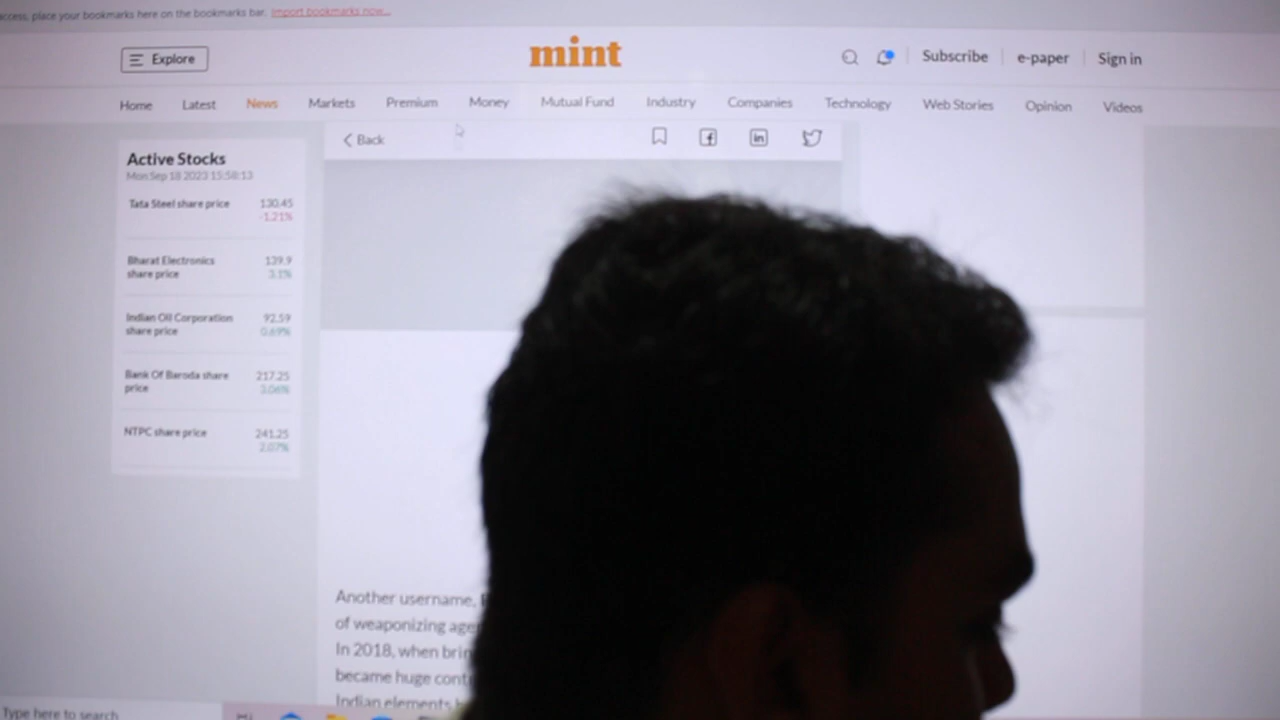 access, place your bookmarks here on the bookmarks bar. Import bookmarks now...
Explore
mint
Subscribe
e-paper
Sign in
Home Latest News Markets Premium Money Mutual Fund Industry Companies Technology Web Stories Opinion Videos
Back
Active Stocks
Mon Sep 18 2023 15:58:13
Tata Steel share price 130.45
-1.21%
Bharat Electronics 139.9
share price 3.1%
Indian Oil Corporation 92.59
share price 0.69%
Bank Of Baroda share 217.25
price 3.06%
NTPC share price 241.25
2.07%
Another username,
of weaponizing
In 2018, when
became huge
Indian elements
Type here to search